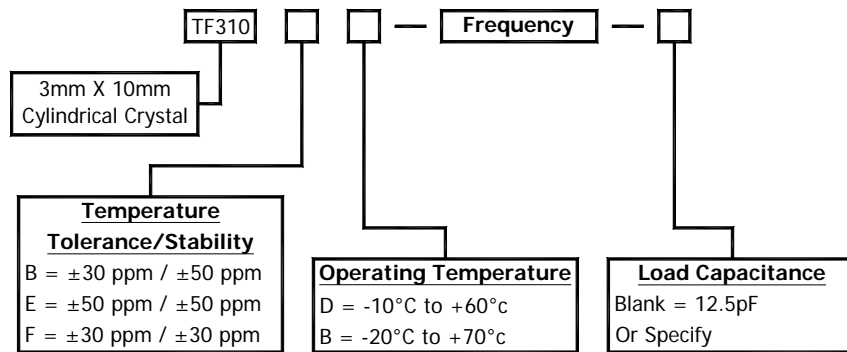 TF310 — Frequency —
3mm X 10mm
Cylindrical Crystal
Temperature
Tolerance/Stability
B = ±30 ppm / ±50 ppm
E = ±50 ppm / ±50 ppm
F = ±30 ppm / ±30 ppm
Operating Temperature
D = -10°C to +60°c
B = -20°C to +70°c
Load Capacitance
Blank = 12.5pF
Or Specify